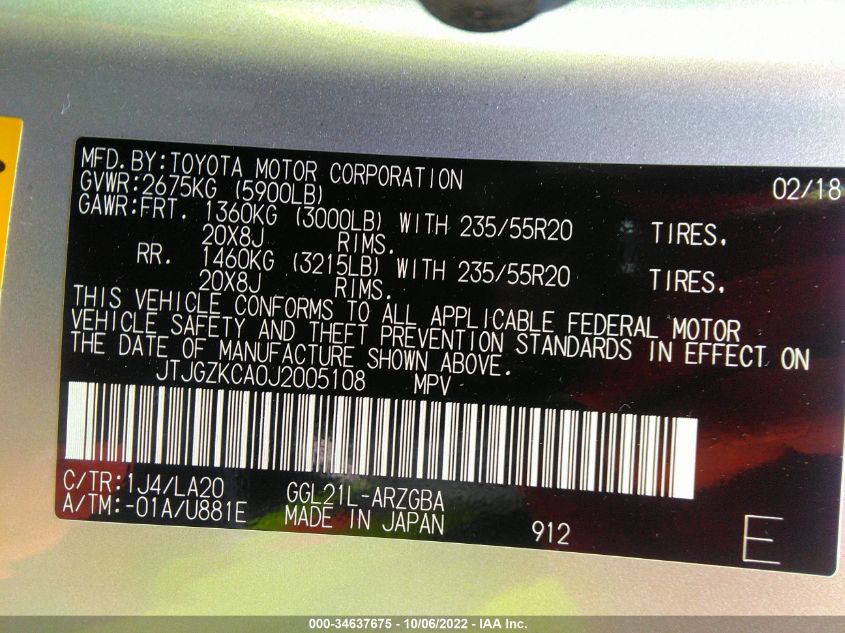 MFD.BY:TOYOTA MOTOR CORPORATION 02/18
GVWR:2675KG (5900LB)
GAWR:FRT. 1360KG (3000LB) WITH 235/55R20 TIRES,
20X8J RIMS.
RR. 1460KG (3215LB) WITH 235/55R20 TIRES,
20X8J RIMS.
THIS VEHICLE CONFORMS TO ALL APPLICABLE FEDERAL MOTOR
VEHICLE SAFETY AND THEFT PREVENTION STANDARDS IN EFFECT ON
THE DATE OF MANUFACTURE SHOWN ABOVE.
JTJGZKCA0J2005108 MPV
C/TR:1J4/LA20 GGL21L-ARZGBA
A/TM:-01A/U881E MADE IN JAPAN 912 E
000-34637675 - 10/06/2022 - IAA Inc.